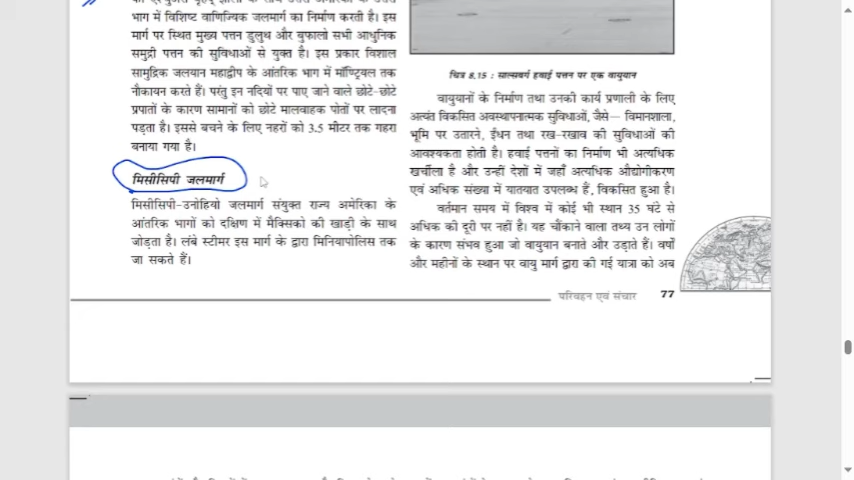 भाग में विशिष्ट वाणिज्यिक जलमार्ग का निर्माण करती है। इस
मार्ग पर स्थित मुख्य पत्तन डुलुथ और बुफालो सभी आधुनिक
समुद्री पत्तन की सुविधाओं से युक्त है। इस प्रकार विशाल
सामुद्रिक जलयान महाद्वीप के आंतरिक भाग में मॉण्ट्रियल तक
नौकायन करते हैं। परंतु इन नदियों पर पाए जाने वाले छोटे-छोटे
प्रपातों के कारण सामानों को छोटे मालवाहक पोतों पर लादना
पड़ता है। इससे बचने के लिए नहरों को 3.5 मीटर तक गहरा
बनाया गया है।
मिसीसिपी जलमार्ग
मिसीसिपी-उनोहियो जलमार्ग संयुक्त राज्य अमेरिका के
आंतरिक भागों को दक्षिण में मैक्सिको की खाड़ी के साथ
जोड़ता है। लंबे स्टीमर इस मार्ग के द्वारा मिनियापोलिस तक
जा सकते हैं।
चित्र 8.15 : साल्सबर्ग हवाई पत्तन पर एक वायुयान
वायुयानों के निर्माण तथा उनकी कार्य प्रणाली के लिए
अत्यंत विकसित अवस्थापनात्मक सुविधाओं, जैसे— विमानशाला,
भूमि पर उतारने, ईंधन तथा रख-रखाव की सुविधाओं की
आवश्यकता होती है। हवाई पत्तनों का निर्माण भी अत्यधिक
खर्चीला है और उन्हीं देशों में जहाँ अत्यधिक औद्योगीकरण
एवं अधिक संख्या में यातयात उपलब्ध हैं, विकसित हुआ है।
वर्तमान समय में विश्व में कोई भी स्थान 35 घंटे से
अधिक की दूरी पर नहीं है। यह चौंकाने वाला तथ्य उन लोगों
के कारण संभव हुआ जो वायुयान बनाते और उड़ाते हैं। वर्षों
और महीनों के स्थान पर वायु मार्ग द्वारा की गई यात्रा को अब
परिवहन एवं संचार 77